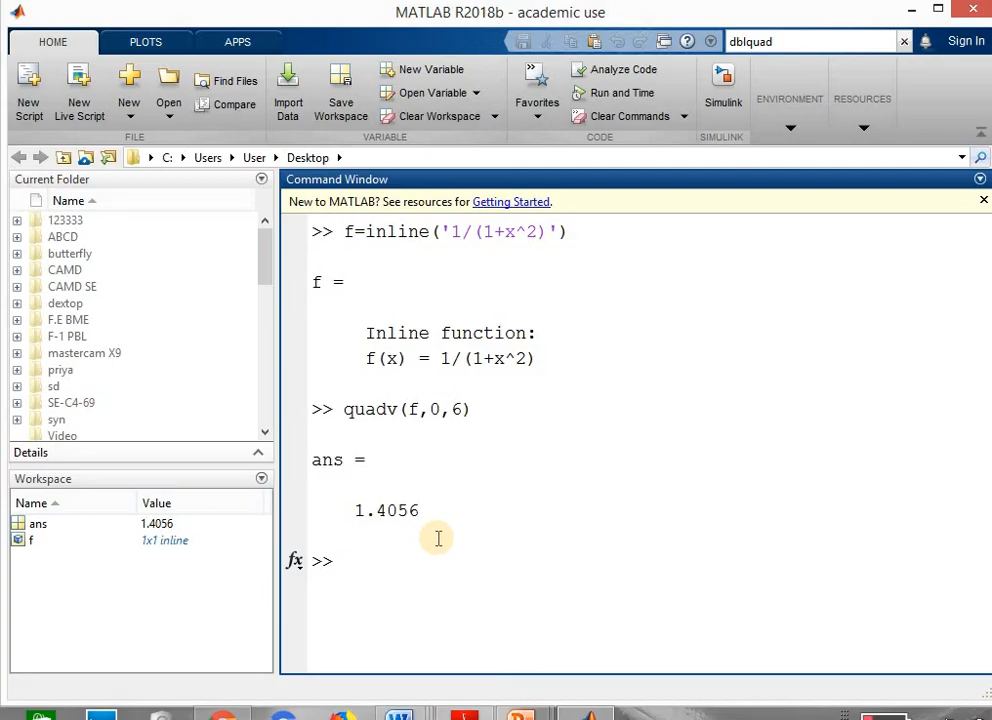 MATLAB R2018b - academic use
HOME PLOTS APPS dblquad Sign In
New Script
New Live Script
New
Open
Find Files
Compare
Import Data
Save Workspace
New Variable
Open Variable
Clear Workspace
Favorites
Analyze Code
Run and Time
Clear Commands
Simulink
ENVIRONMENT
RESOURCES
FILE VARIABLE CODE SIMULINK
C: Users User Desktop
Current Folder
Name
123333
ABCD
butterfly
CAMD
CAMD SE
dextop
F.E BME
F-1 PBL
mastercam X9
priya
sd
SE-C4-69
syn
Video
Details
Workspace
Name Value
ans 1.4056
f 1x1 inline
Command Window
New to MATLAB? See resources for Getting Started.
>> f=inline('1/(1+x^2)')
f =
Inline function:
f(x) = 1/(1+x^2)
>> quadv(f,0,6)
ans =
1.4056
fx >>